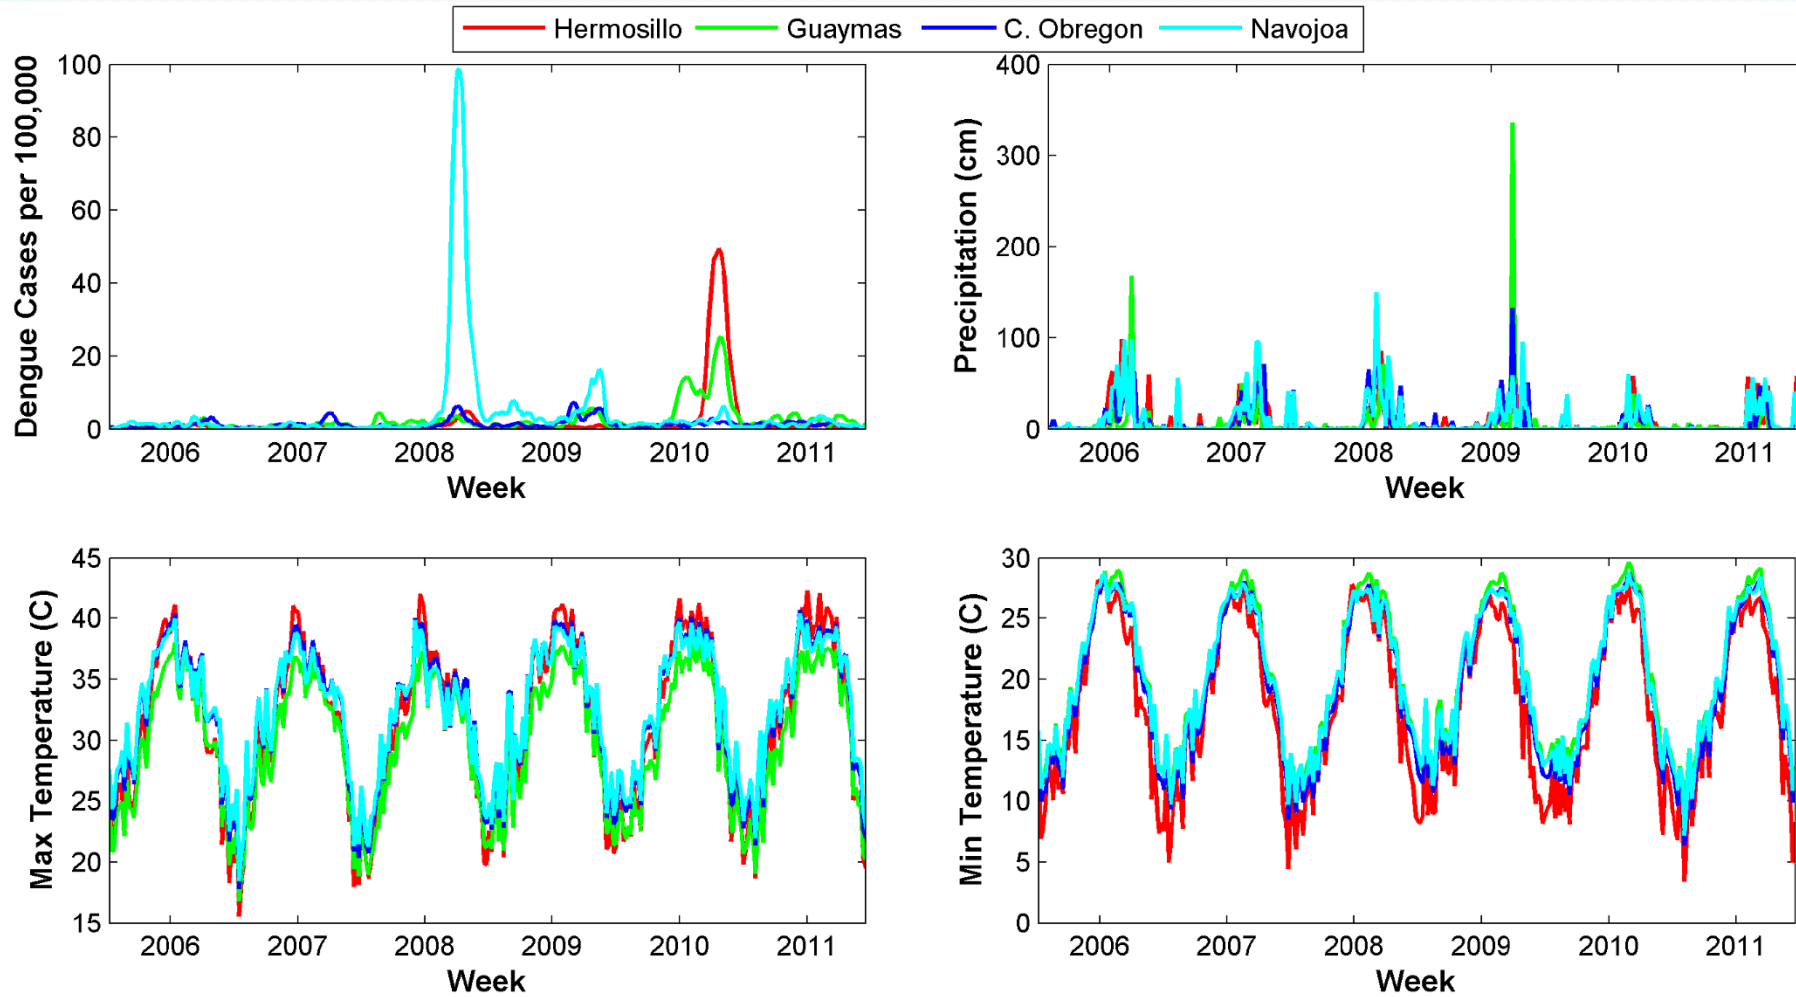 Hermosillo Guaymas C. Obregon Navojoa
Dengue Cases per 100,000
100
80
60
40
20
0
2006 2007 2008 2009 2010 2011
Week
Precipitation (cm)
400
300
200
100
0
2006 2007 2008 2009 2010 2011
Week
Max Temperature (C)
45
40
35
30
25
20
15
2006 2007 2008 2009 2010 2011
Week
Min Temperature (C)
30
25
20
15
10
5
0
2006 2007 2008 2009 2010 2011
Week